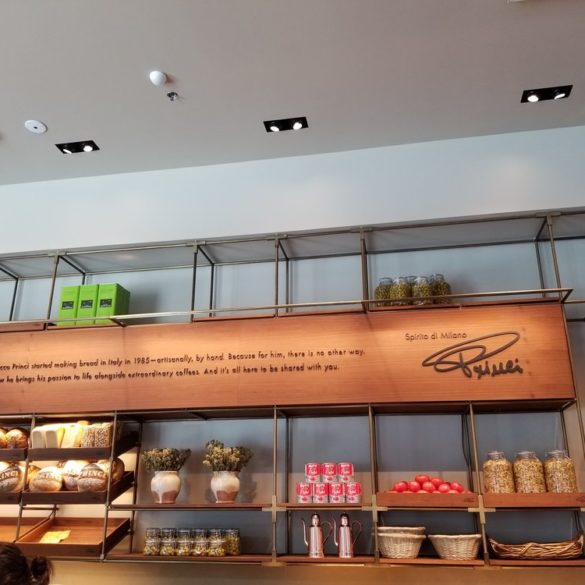 Princi started making bread in Italy in 1985—artisanally, by hand. Because for him, there is no other way.
he brings his passion to life alongside extraordinary coffees. And it's all here to be shared with you.
Spirito di Milano
Princi